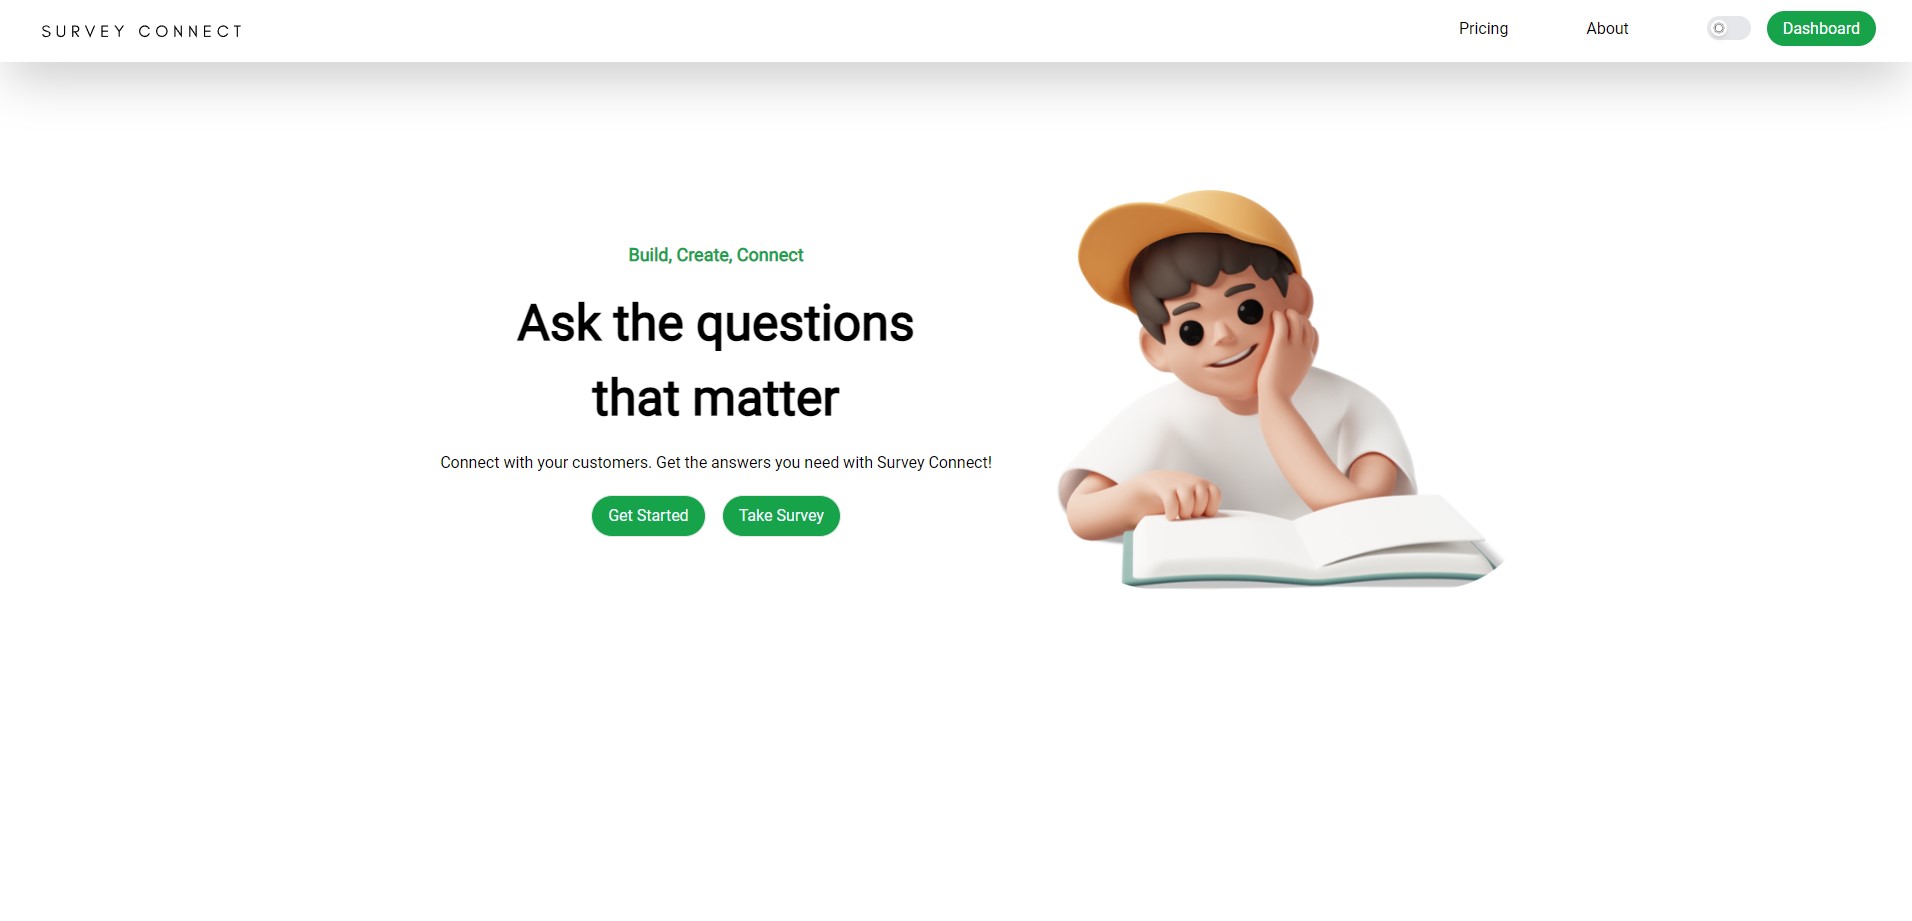 SURVEY CONNECT
Pricing
About
Dashboard
Build, Create, Connect
Ask the questions
that matter
Connect with your customers. Get the answers you need with Survey Connect!
Get Started
Take Survey